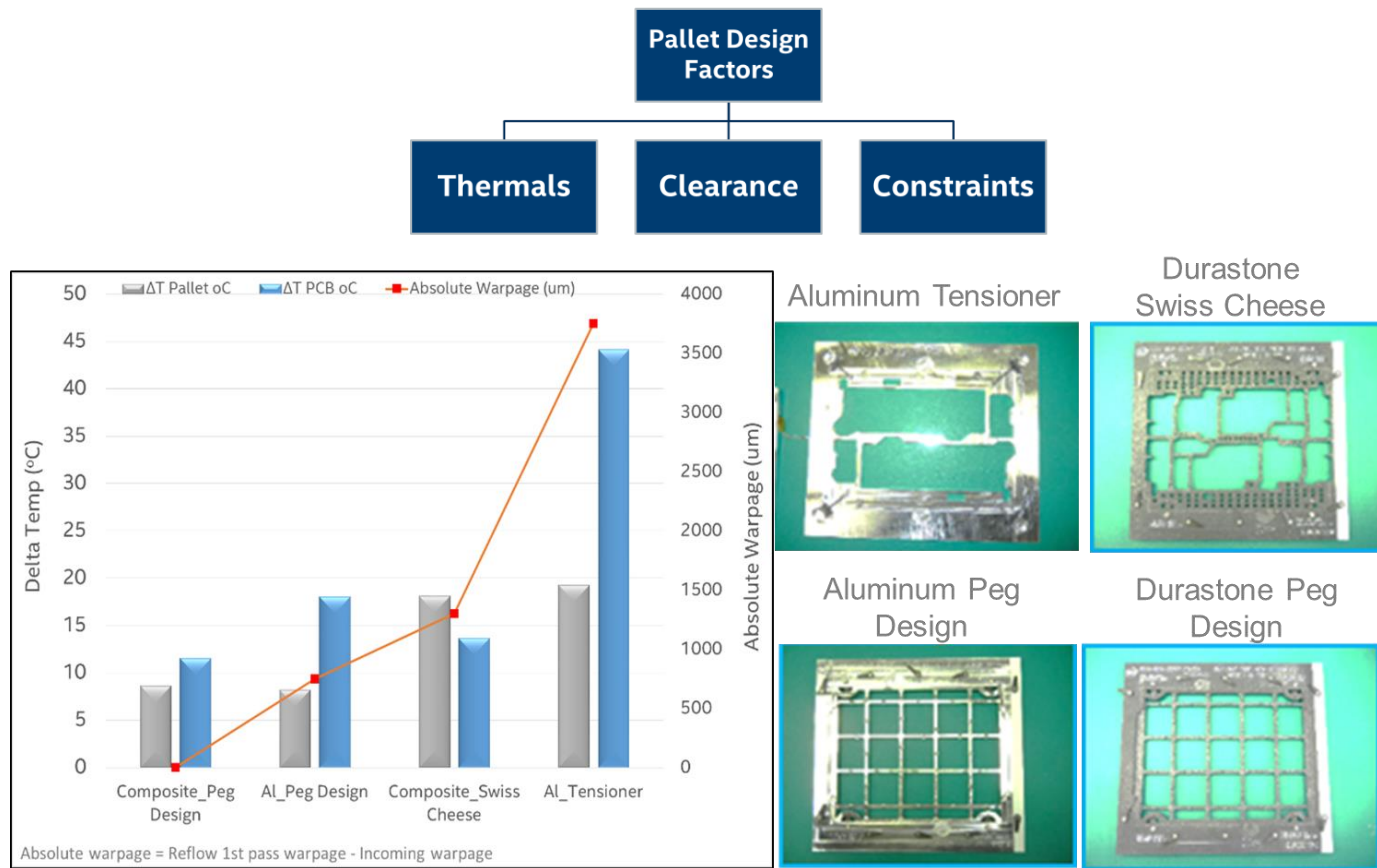 Pallet Design
Factors
Thermals
Clearance
Constraints
ΔT Pallet oC
ΔT PCB oC
Absolute Warpage (um)
50
45
40
35
30
25
20
15
10
5
0
Delta Temp (°C)
4000
3500
3000
2500
2000
1500
1000
500
0
Absolute Warpage (um)
Composite_Peg
Design
Al_Peg Design
Composite_Swiss
Cheese
Al_Tensioner
Absolute warpage = Reflow 1st pass warpage - Incoming warpage
Aluminum Tensioner
Durastone
Swiss Cheese
Aluminum Peg
Design
Durastone Peg
Design